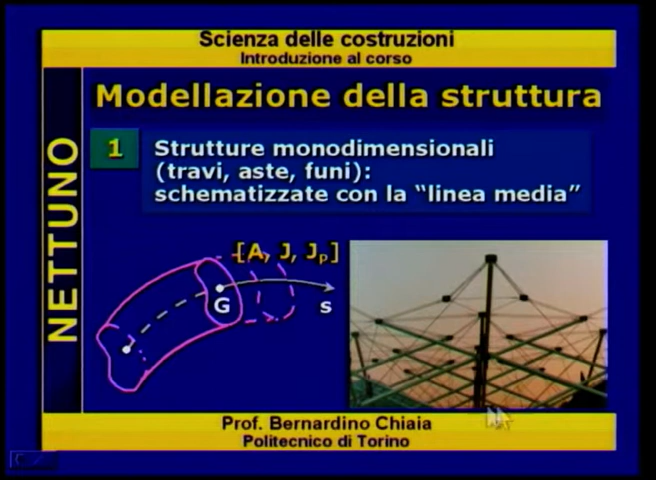 Scienza delle costruzioni
Introduzione al corso
NETTUNO
Modellazione della struttura
1
Strutture monodimensionali
(travi, aste, funi):
schematizzate con la “linea media”
[A, J, Jₚ]
G
s
Prof. Bernardino Chiaia
Politecnico di Torino